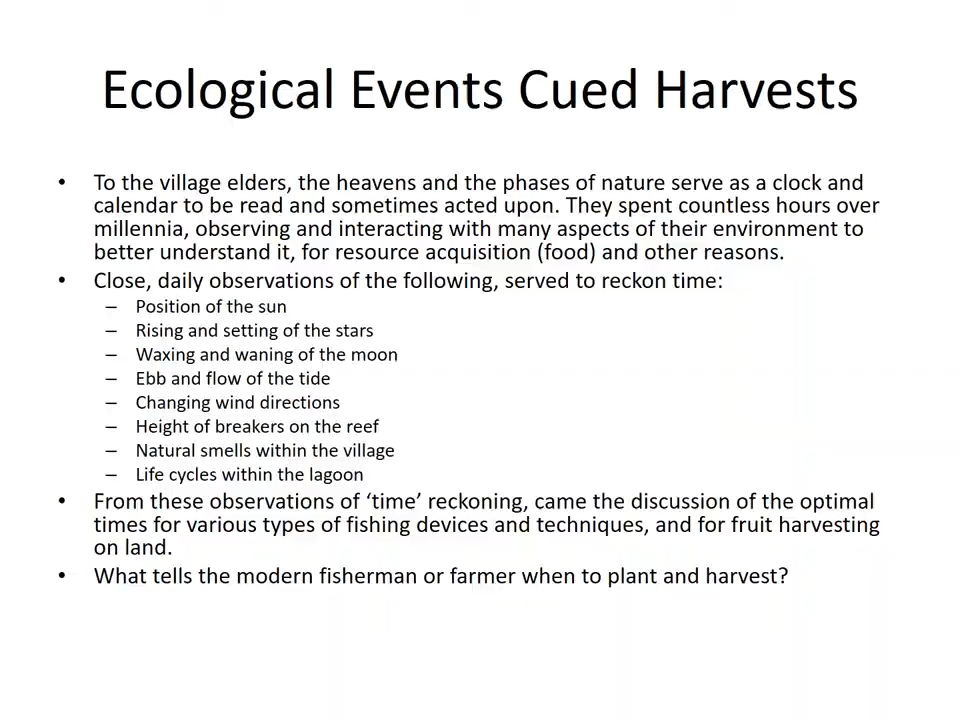 Ecological Events Cued Harvests
• To the village elders, the heavens and the phases of nature serve as a clock and
calendar to be read and sometimes acted upon. They spent countless hours over
millennia, observing and interacting with many aspects of their environment to
better understand it, for resource acquisition (food) and other reasons.
• Close, daily observations of the following, served to reckon time:
– Position of the sun
– Rising and setting of the stars
– Waxing and waning of the moon
– Ebb and flow of the tide
– Changing wind directions
– Height of breakers on the reef
– Natural smells within the village
– Life cycles within the lagoon
• From these observations of ‘time’ reckoning, came the discussion of the optimal
times for various types of fishing devices and techniques, and for fruit harvesting
on land.
• What tells the modern fisherman or farmer when to plant and harvest?